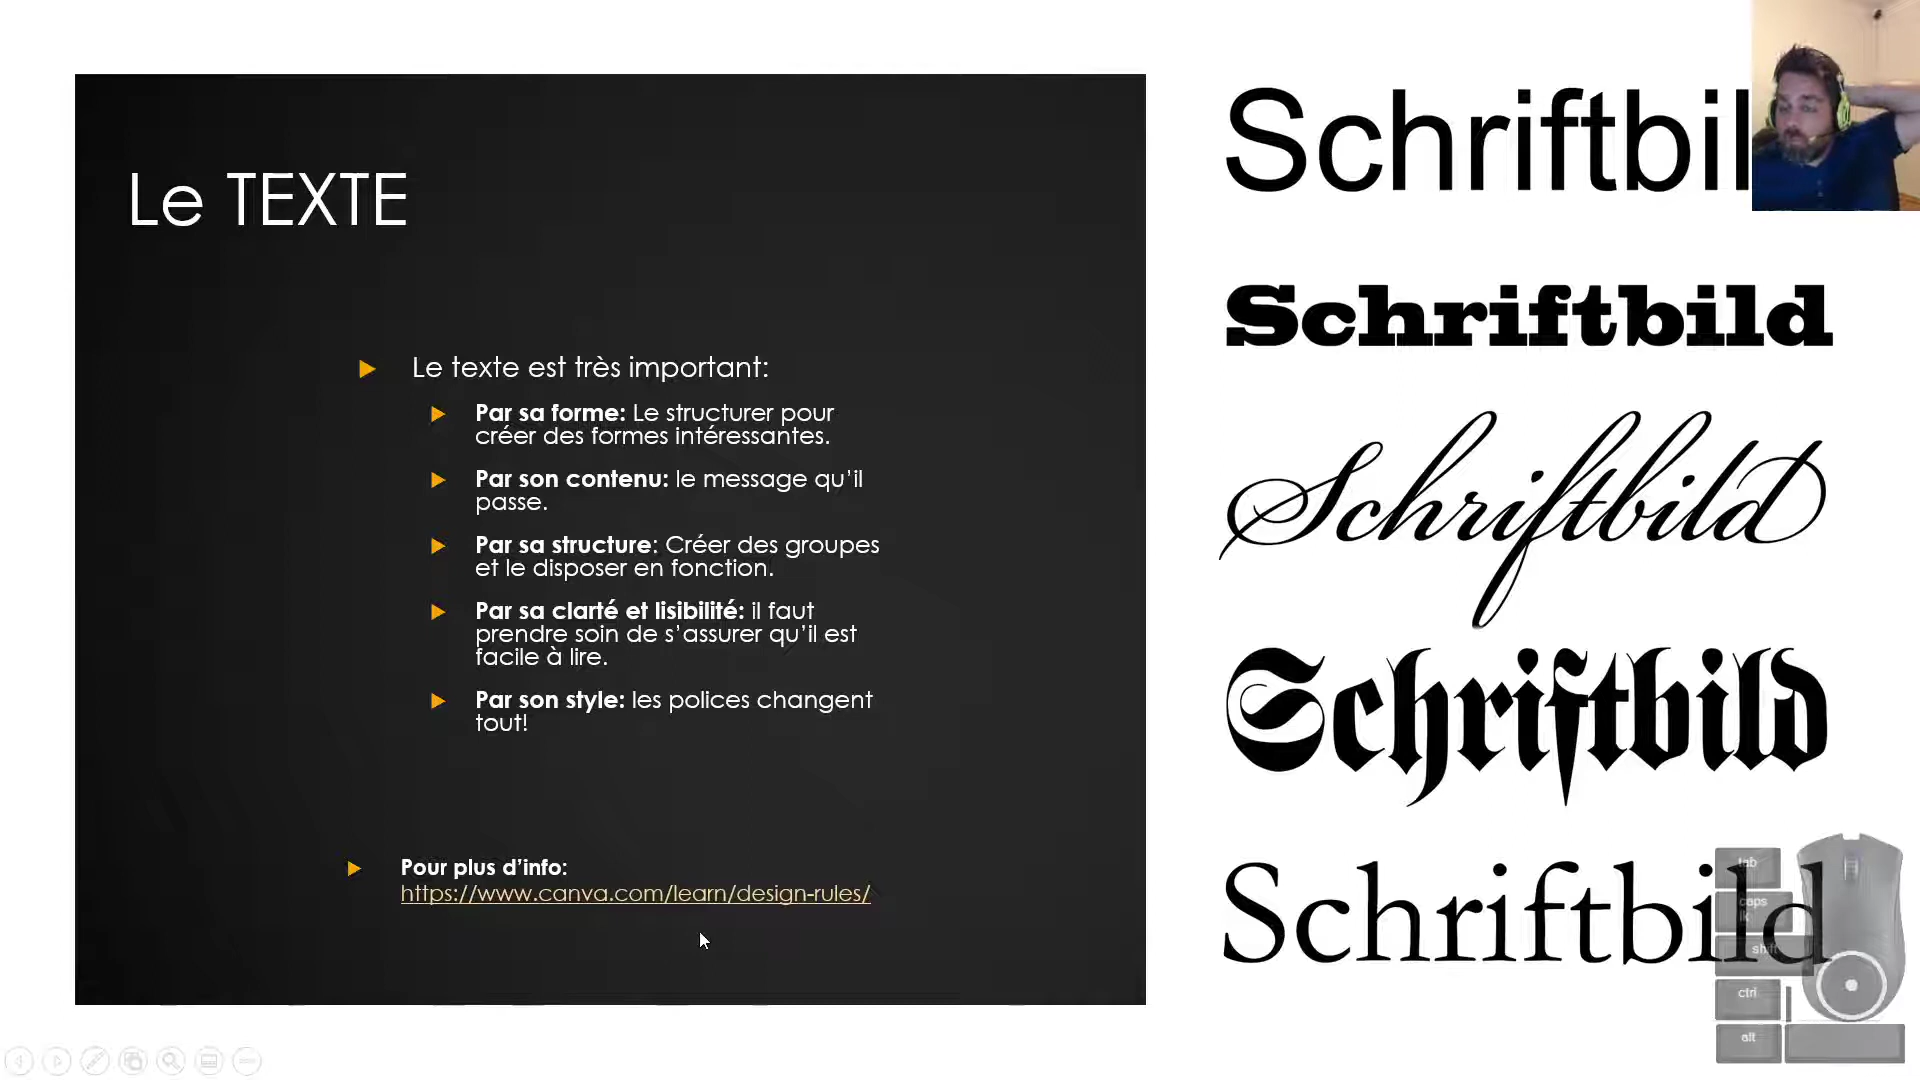 Le TEXTE
Le texte est très important:
Par sa forme: Le structurer pour
créer des formes intéressantes.
Par son contenu: le message qu’il
passe.
Par sa structure: Créer des groupes
et le disposer en fonction.
Par sa clarté et lisibilité: il faut
prendre soin de s’assurer qu’il est
facile à lire.
Par son style: les polices changent
tout!
Pour plus d’info:
https://www.canva.com/learn/design-rules/
Schriftbil
Schriftbild
Schriftbild
Schriftbild
Schriftbild
tab
caps
lk
shift
ctrl
alt